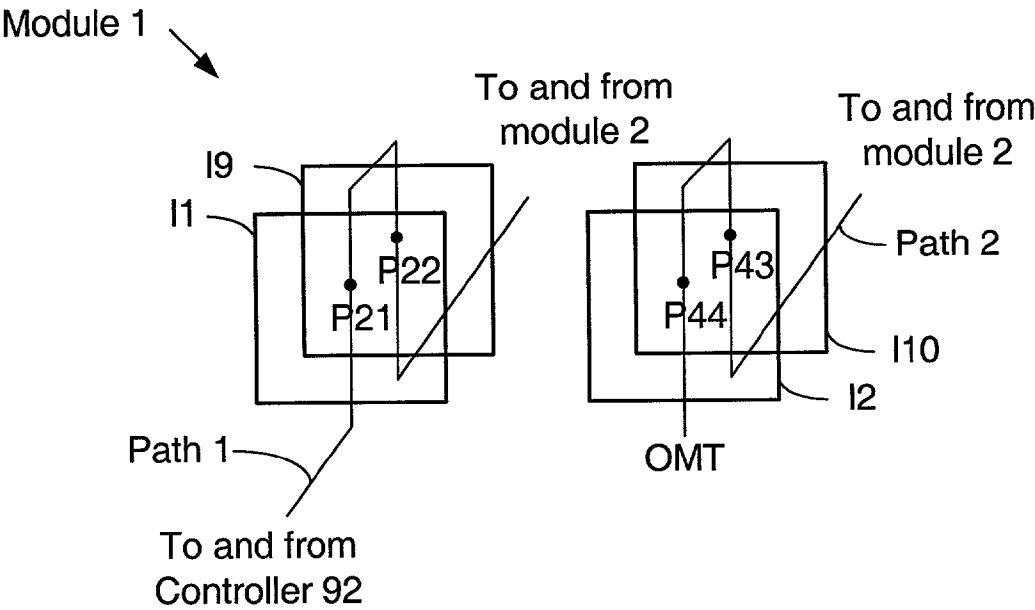 Module 1
To and from
module 2
To and from
module 2
I9
I1
P22
P21
P43
P44
Path 2
I10
I2
Path 1
OMT
To and from
Controller 92